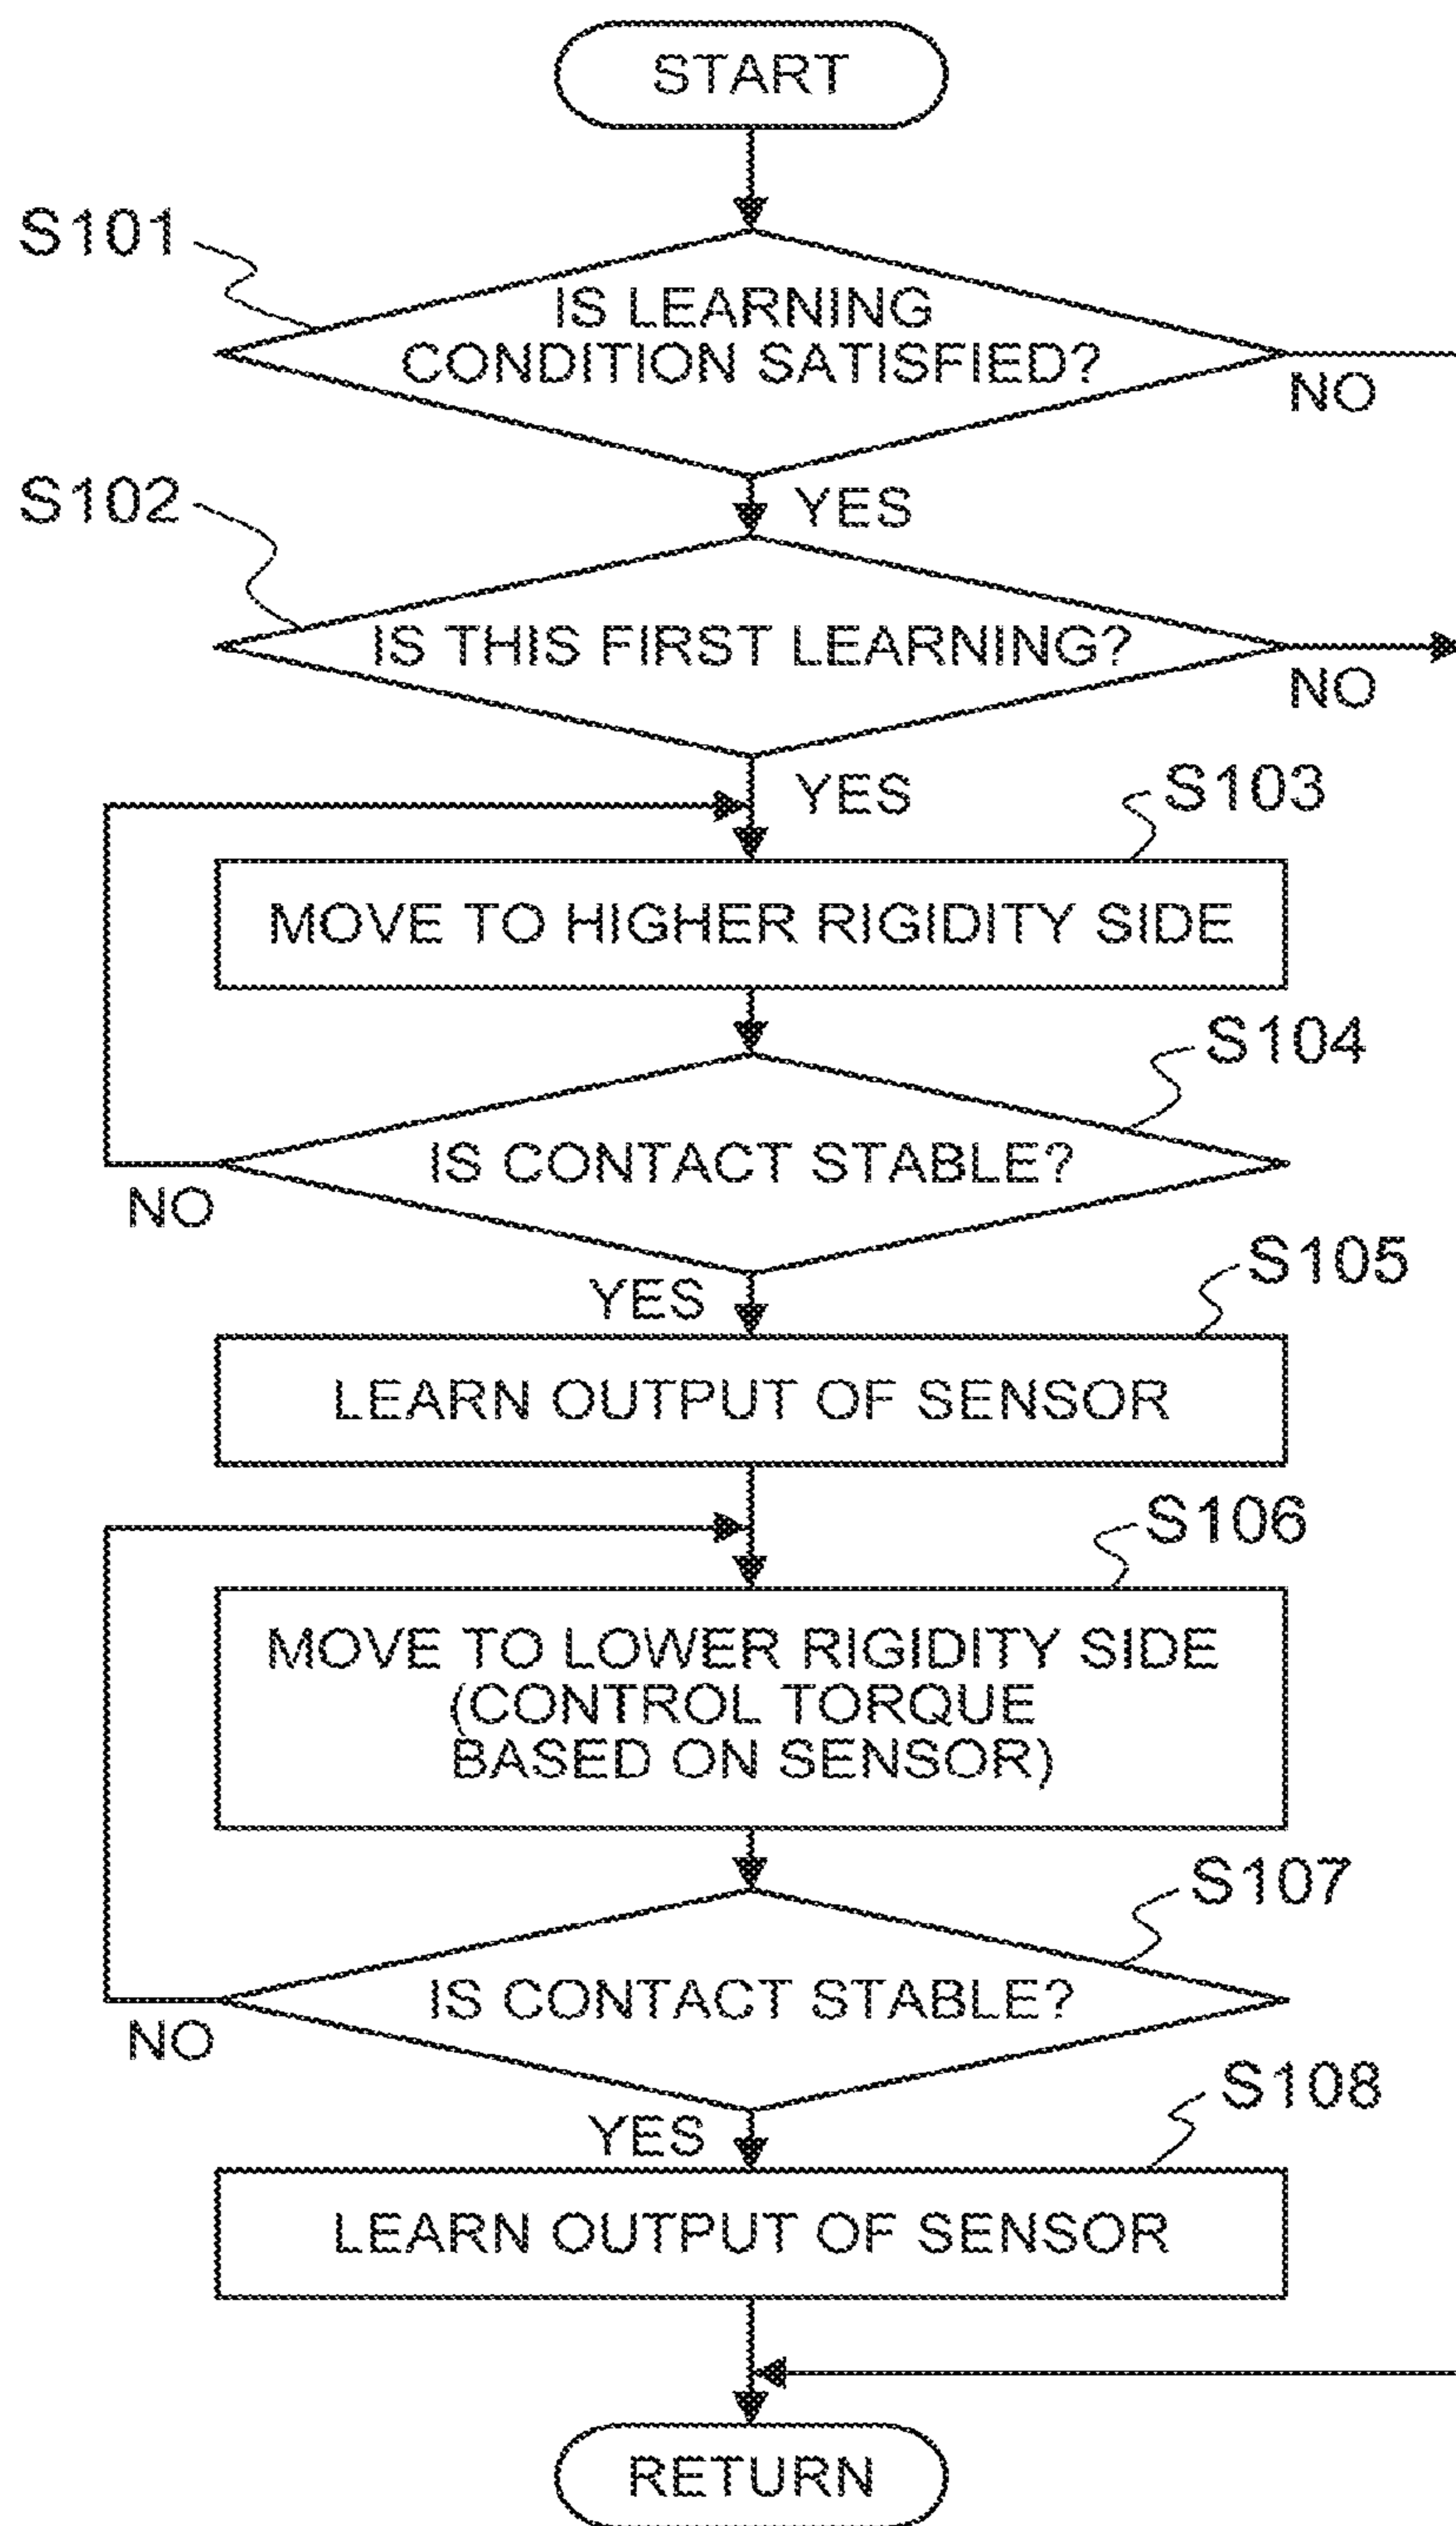 START
S101
IS LEARNING
CONDITION SATISFIED?
NO
S102
YES
IS THIS FIRST LEARNING?
NO
YES
S103
MOVE TO HIGHER RIGIDITY SIDE
S104
IS CONTACT STABLE?
NO
S105
YES
LEARN OUTPUT OF SENSOR
S106
MOVE TO LOWER RIGIDITY SIDE
(CONTROL TORQUE
BASED ON SENSOR)
S107
IS CONTACT STABLE?
NO
S108
YES
LEARN OUTPUT OF SENSOR
RETURN